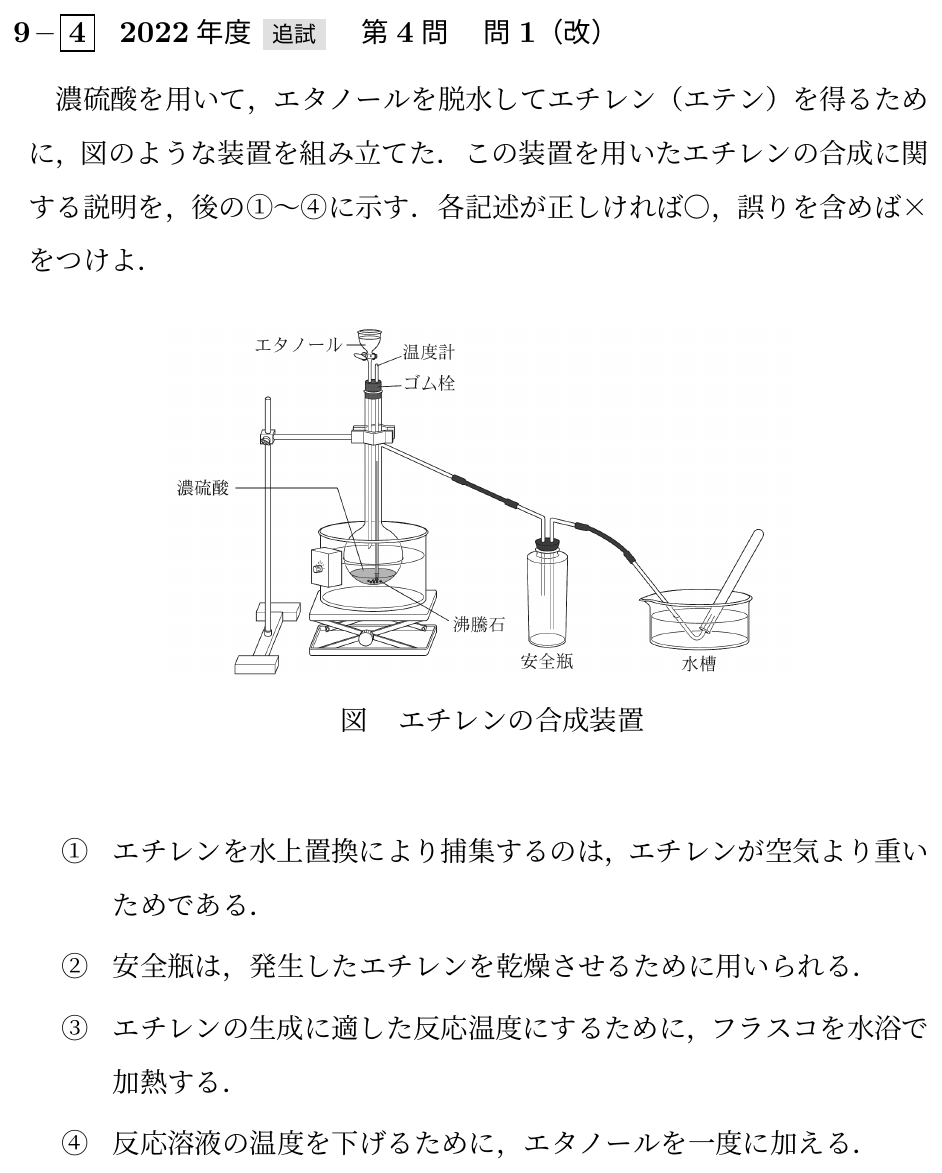 9–4 2022年度 追試 第4問 問1（改）
濃硫酸を用いて，エタノールを脱水してエチレン（エテン）を得るため
に，図のような装置を組み立てた．この装置を用いたエチレンの合成に関
する説明を，後の①～④に示す．各記述が正しければ○，誤りを含めば×
をつけよ．
エタノール
温度計
ゴム栓
濃硫酸
沸騰石
安全瓶
水槽
図 エチレンの合成装置
① エチレンを水上置換により捕集するのは，エチレンが空気より重い
ためである．
② 安全瓶は，発生したエチレンを乾燥させるために用いられる．
③ エチレンの生成に適した反応温度にするために，フラスコを水浴で
加熱する．
④ 反応溶液の温度を下げるために，エタノールを一度に加える．